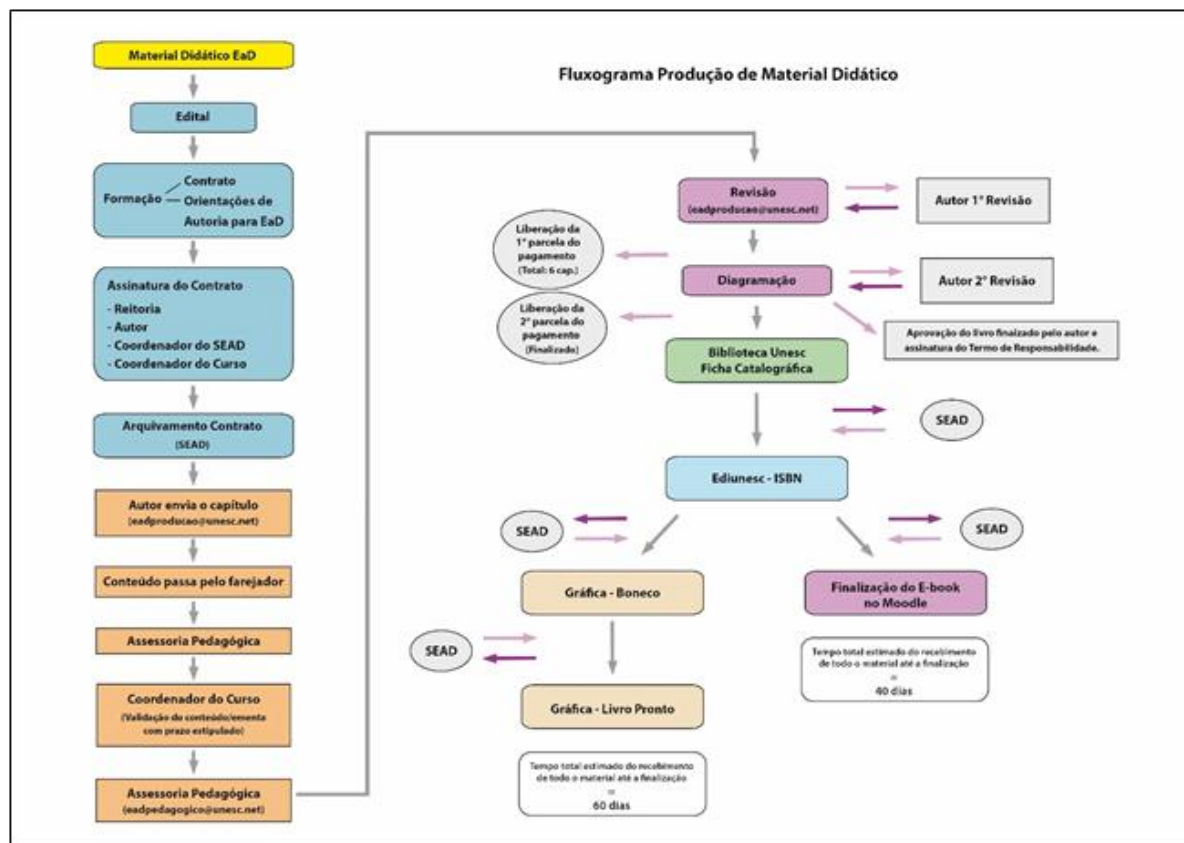 Material Didático EaD
Edital
Formação
Contrato
Orientações de
Autoria para EaD
Assinatura do Contrato
- Reitoria
- Autor
- Coordenador do SEAD
- Coordenador do Curso
Arquivamento Contrato
(SEAD)
Autor envia o capítulo
(eadproducao@unesc.net)
Conteúdo passa pelo farejador
Assessoria Pedagógica
Coordenador do Curso
(Validação do conteúdo/ementa
com prazo estipulado)
Assessoria Pedagógica
(eadpedagogico@unesc.net)
Fluxograma Produção de Material Didático
Revisão
(eadproducao@unesc.net)
Autor 1° Revisão
Liberação da
1° parcela do
pagamento
(Total: 6 cap.)
Diagramação
Autor 2° Revisão
Liberação da
2° parcela do
pagamento
(Finalizado)
Aprovação do livro finalizado pelo autor e
assinatura do Termo de Responsabilidade.
Biblioteca Unesc
Ficha Catalográfica
SEAD
Ediunesc - ISBN
SEAD
SEAD
Gráfica - Boneco
Finalização do E-book
no Moodle
SEAD
Tempo total estimado do recebimento
de todo o material até a finalização
=
40 dias
Gráfica - Livro Pronto
Tempo total estimado do recebimento
de todo o material até a finalização
=
60 dias